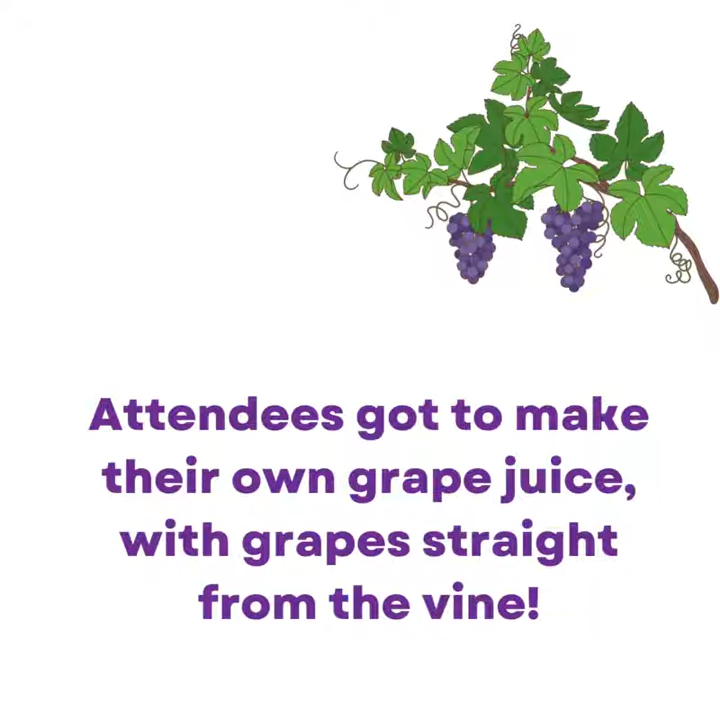 Attendees got to make
their own grape juice,
with grapes straight
from the vine!